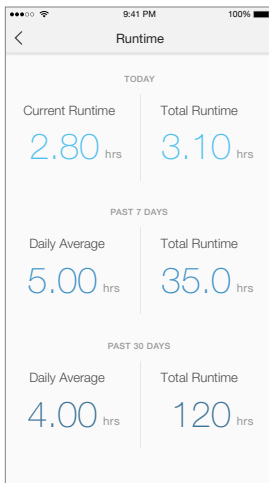 9:41 PM 100%
Runtime
TODAY
Current Runtime Total Runtime
2.80 hrs 3.10 hrs
PAST 7 DAYS
Daily Average Total Runtime
5.00 hrs 35.0 hrs
PAST 30 DAYS
Daily Average Total Runtime
4.00 hrs 120 hrs